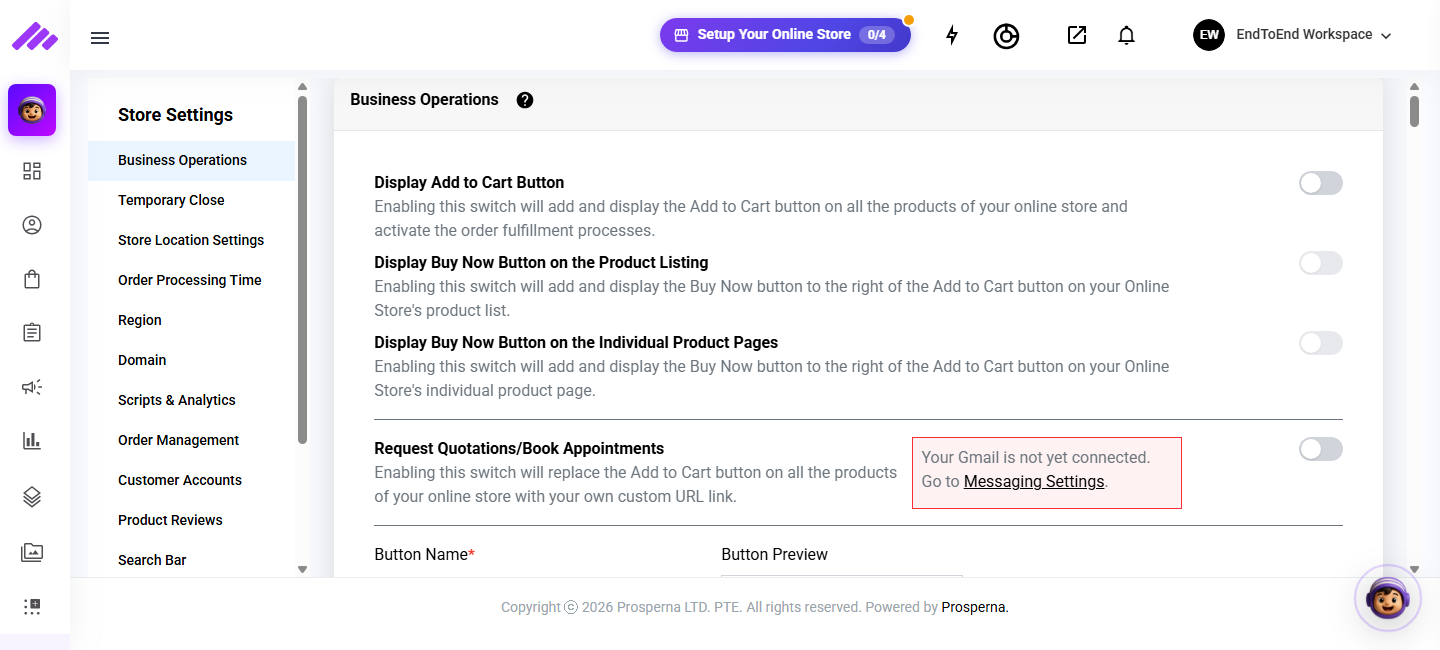 Setup Your Online Store 0/4
EW EndToEnd Workspace
Store Settings
Business Operations
Temporary Close
Store Location Settings
Order Processing Time
Region
Domain
Scripts & Analytics
Order Management
Customer Accounts
Product Reviews
Search Bar
Business Operations ?
Display Add to Cart Button
Enabling this switch will add and display the Add to Cart button on all the products of your online store and
activate the order fulfillment processes.
Display Buy Now Button on the Product Listing
Enabling this switch will add and display the Buy Now button to the right of the Add to Cart button on your Online
Store's product list.
Display Buy Now Button on the Individual Product Pages
Enabling this switch will add and display the Buy Now button to the right of the Add to Cart button on your Online
Store's individual product page.
Request Quotations/Book Appointments
Enabling this switch will replace the Add to Cart button on all the products
of your online store with your own custom URL link.
Your Gmail is not yet connected.
Go to Messaging Settings.
Button Name*
Button Preview
Copyright © 2026 Prosperna LTD. PTE. All rights reserved. Powered by Prosperna.